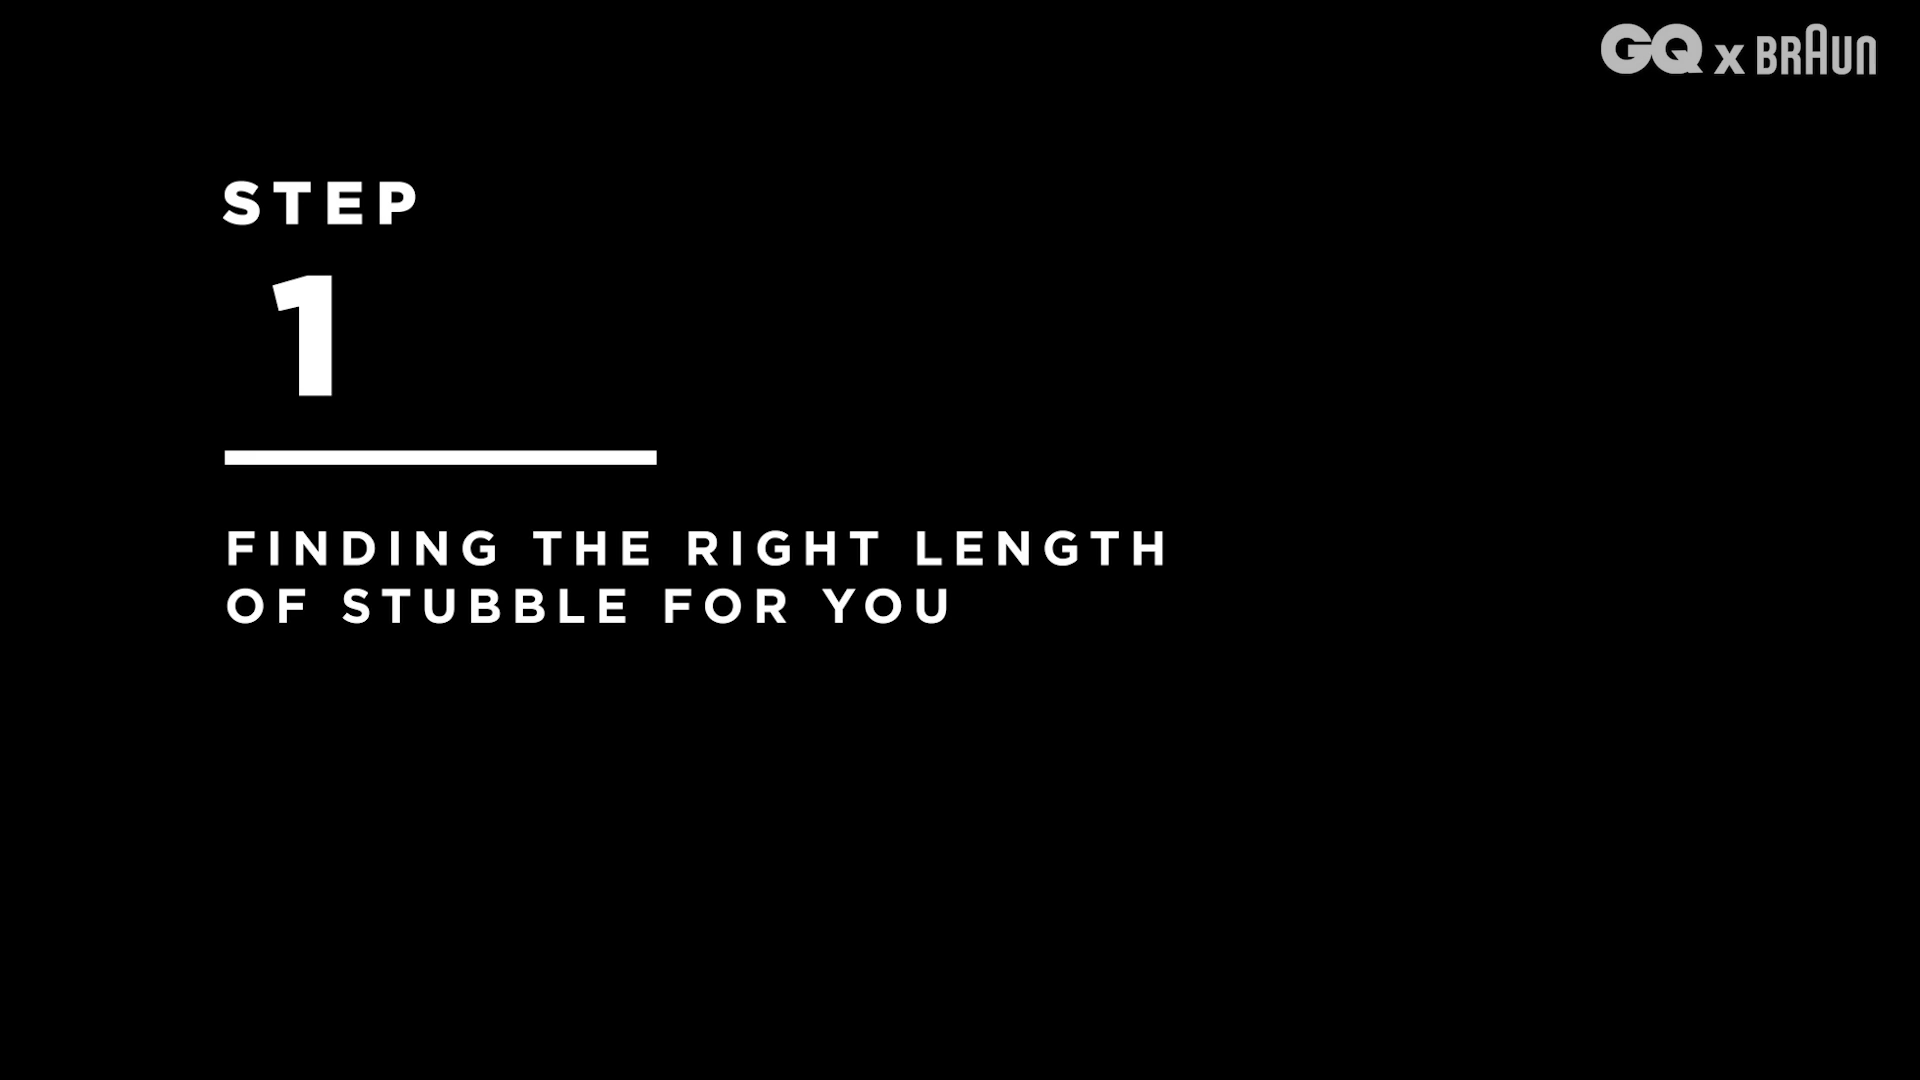 GQ x BRAUN
STEP
1
FINDING THE RIGHT LENGTH
OF STUBBLE FOR YOU